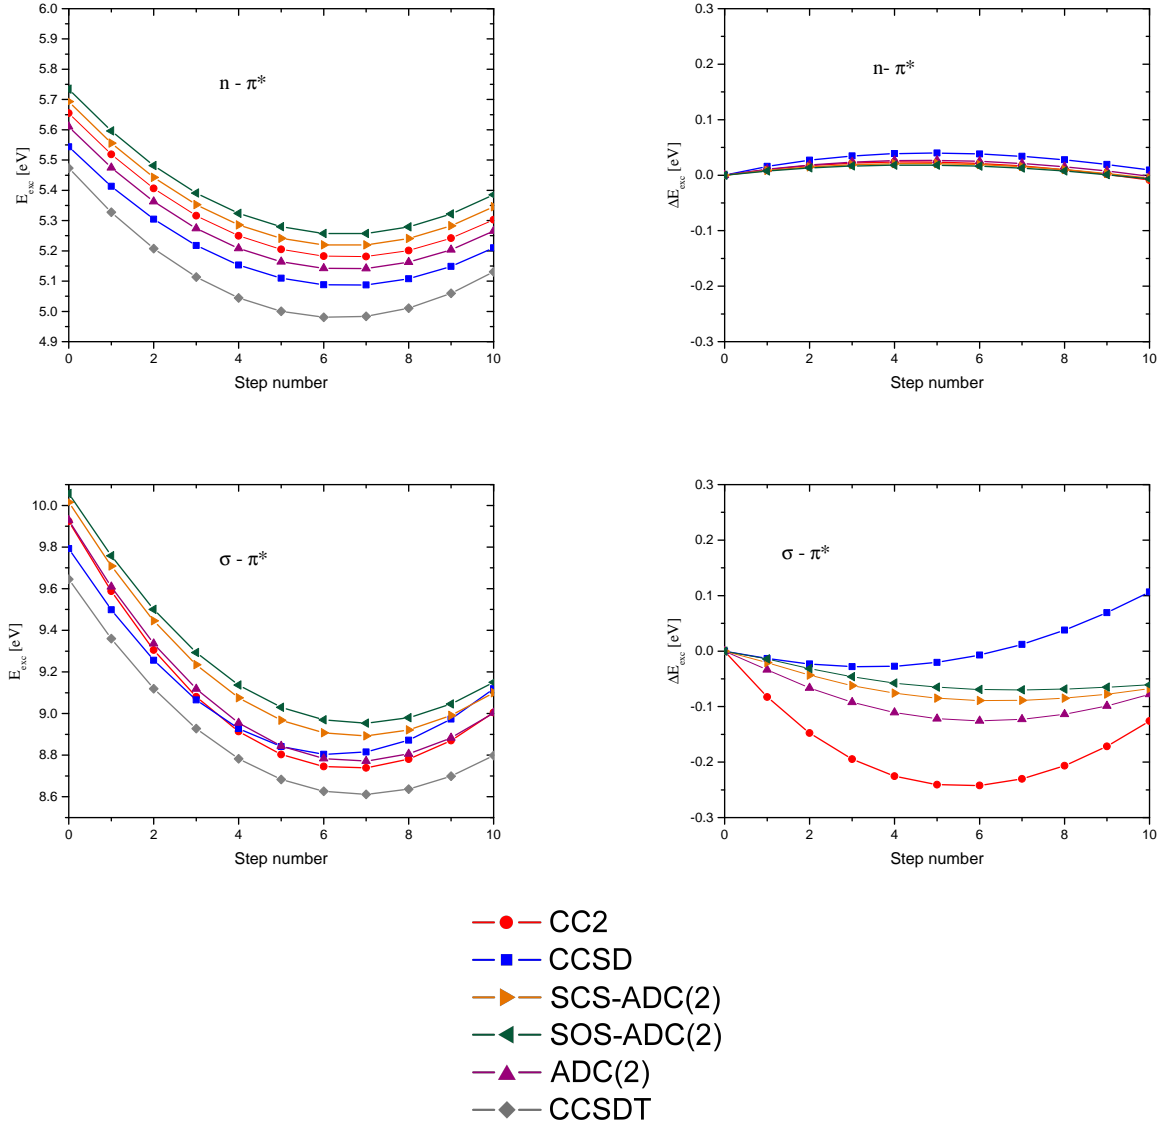 6.0
5.9
5.8
5.7
5.6
5.5
5.4
5.3
5.2
5.1
5.0
4.9
E_exc [eV]
n - π*
0 2 4 6 8 10
Step number
0.3
0.2
0.1
0.0
-0.1
-0.2
-0.3
ΔE_exc [eV]
n- π*
0 2 4 6 8 10
Step number
10.0
9.8
9.6
9.4
9.2
9.0
8.8
8.6
E_exc [eV]
σ - π*
0 2 4 6 8 10
Step number
0.3
0.2
0.1
0.0
-0.1
-0.2
-0.3
ΔE_exc [eV]
σ - π*
0 2 4 6 8 10
Step number
CC2
CCSD
SCS-ADC(2)
SOS-ADC(2)
ADC(2)
CCSDT